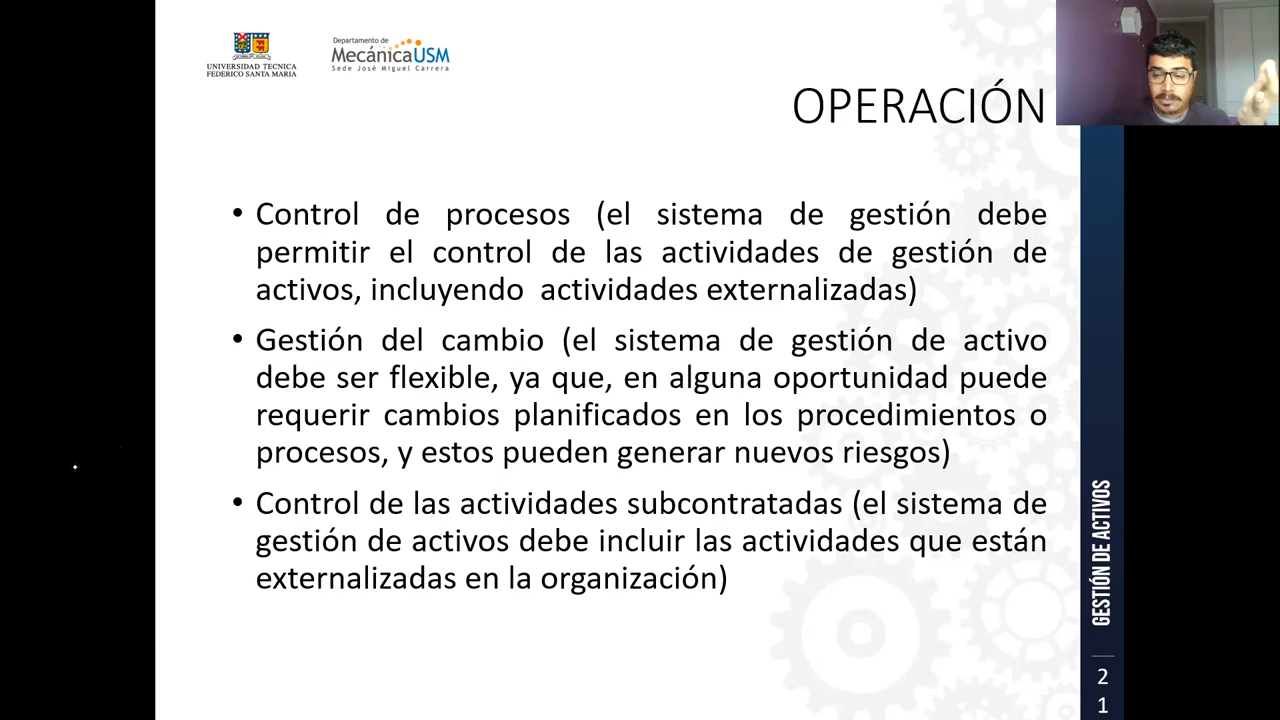 UNIVERSIDAD TECNICA
FEDERICO SANTA MARIA
Departamento de
MecánicaUSM
Sede José Miguel Carrera
OPERACIÓN
• Control de procesos (el sistema de gestión debe
permitir el control de las actividades de gestión de
activos, incluyendo  actividades externalizadas)
• Gestión del cambio (el sistema de gestión de activo
debe ser flexible, ya que, en alguna oportunidad puede
requerir cambios planificados en los procedimientos o
procesos, y estos pueden generar nuevos riesgos)
• Control de las actividades subcontratadas (el sistema de
gestión de activos debe incluir las actividades que están
externalizadas en la organización)
GESTIÓN DE ACTIVOS
2
1